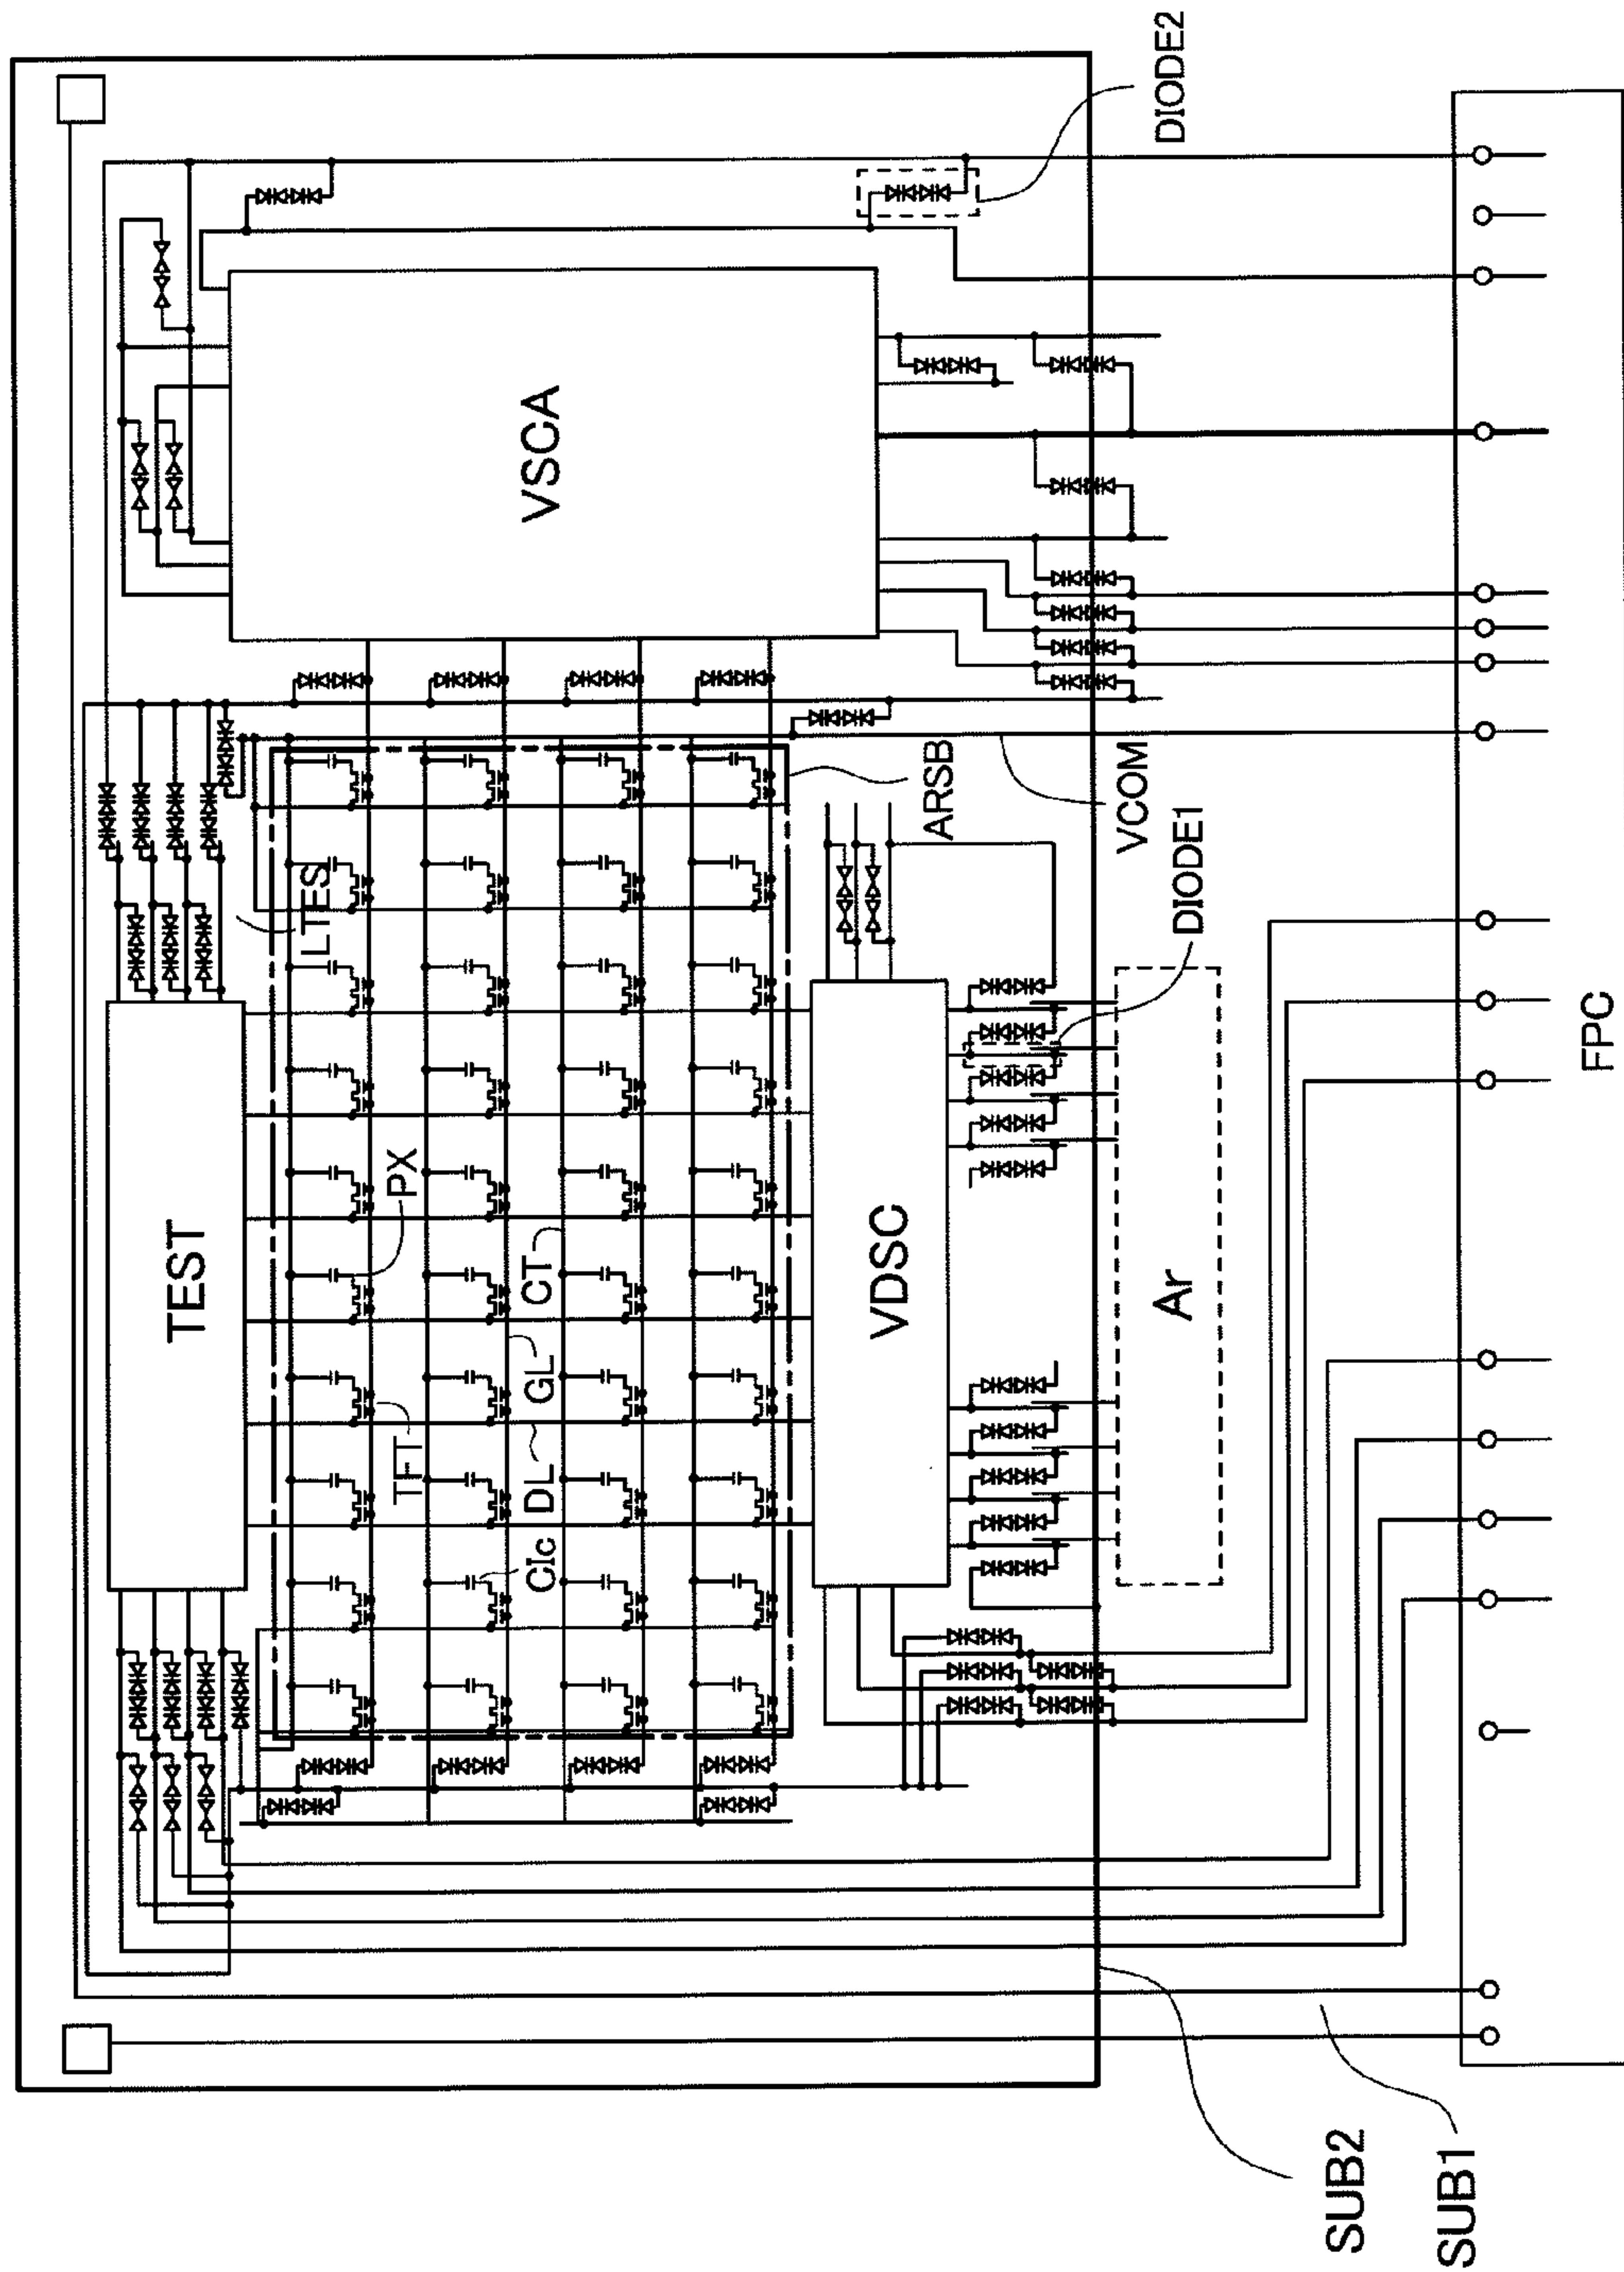 TEST
LTES
PX
TFT
CT
GL
DL
Clc
VSCA
VDSC
ARSB
VCOM
DIODE1
DIODE2
Ar
FPC
SUB2
SUB1